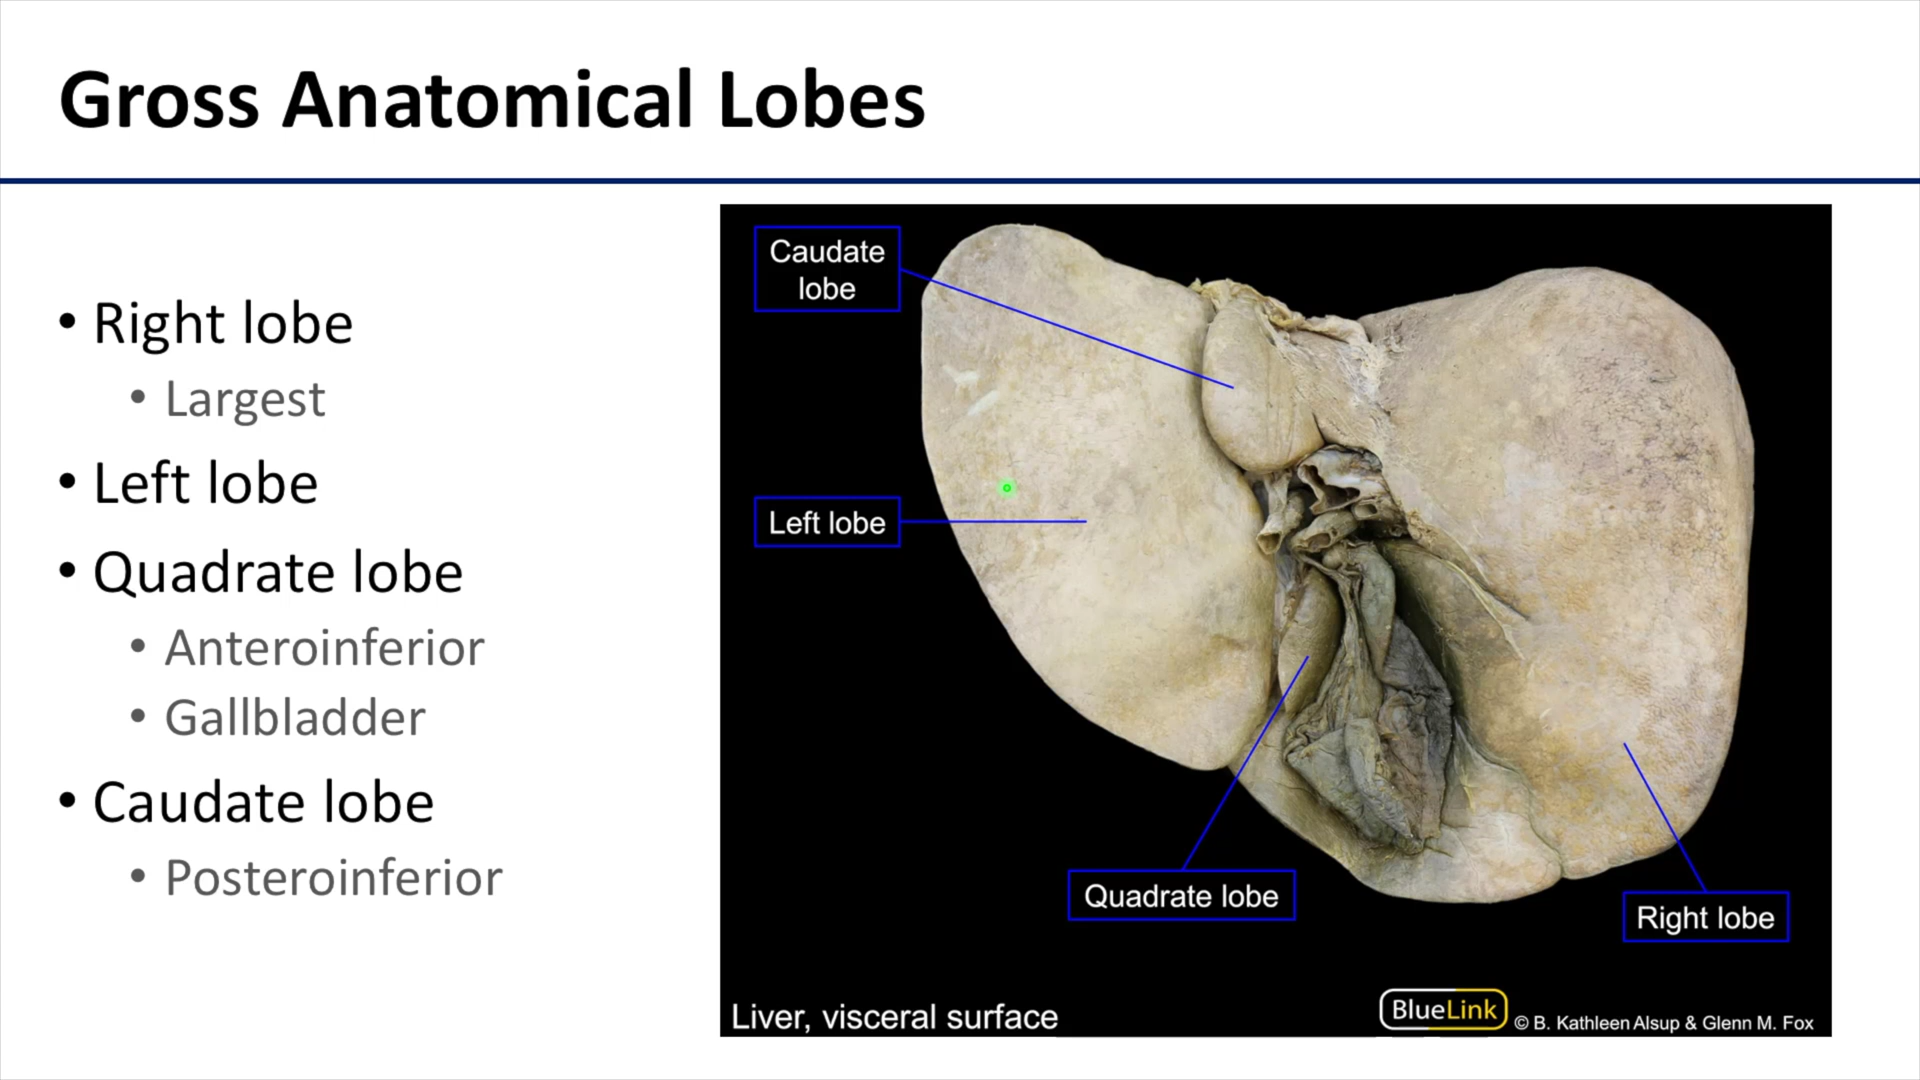 Gross Anatomical Lobes
• Right lobe
• Largest
• Left lobe
• Quadrate lobe
• Anteroinferior
• Gallbladder
• Caudate lobe
• Posteroinferior
Caudate
lobe
Left lobe
Quadrate lobe
Right lobe
Liver, visceral surface
BlueLink
© B. Kathleen Alsup & Glenn M. Fox